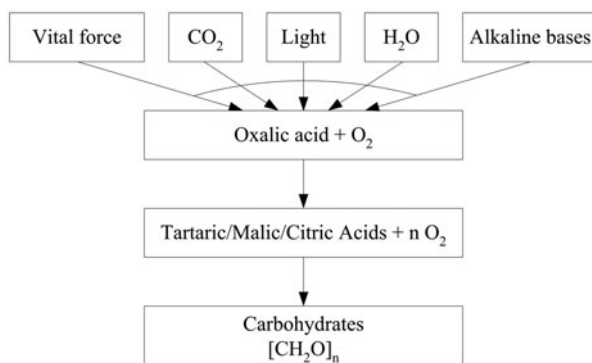 Vital force
CO₂
Light
H₂O
Alkaline bases
Oxalic acid + O₂
Tartaric/Malic/Citric Acids + n O₂
Carbohydrates
[CH₂O]ₙ